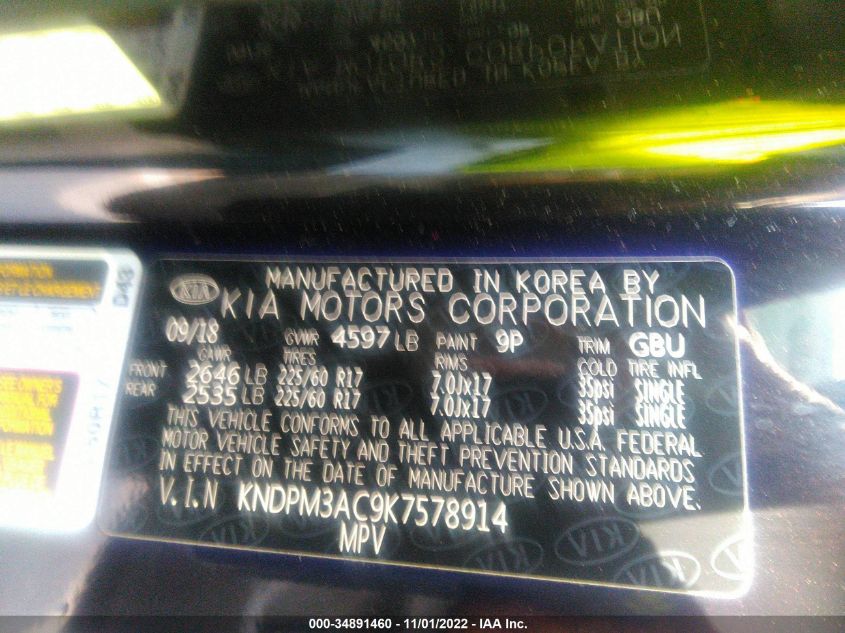 KIA
MANUFACTURED IN KOREA BY
KIA MOTORS CORPORATION
09/18 GVWR 4597 LB PAINT 9P TRIM GBU
GAWR TIRES RIMS COLD TIRE INFL
FRONT 2646 LB 225/60 R17 7.0Jx17 35psi SINGLE
REAR 2535 LB 225/60 R17 7.0Jx17 35psi SINGLE
THIS VEHICLE CONFORMS TO ALL APPLICABLE U.S.A. FEDERAL
MOTOR VEHICLE SAFETY AND THEFT PREVENTION STANDARDS
IN EFFECT ON THE DATE OF MANUFACTURE SHOWN ABOVE.
V.I.N KNDPM3AC9K7578914
MPV
000-34891460 - 11/01/2022 - IAA Inc.